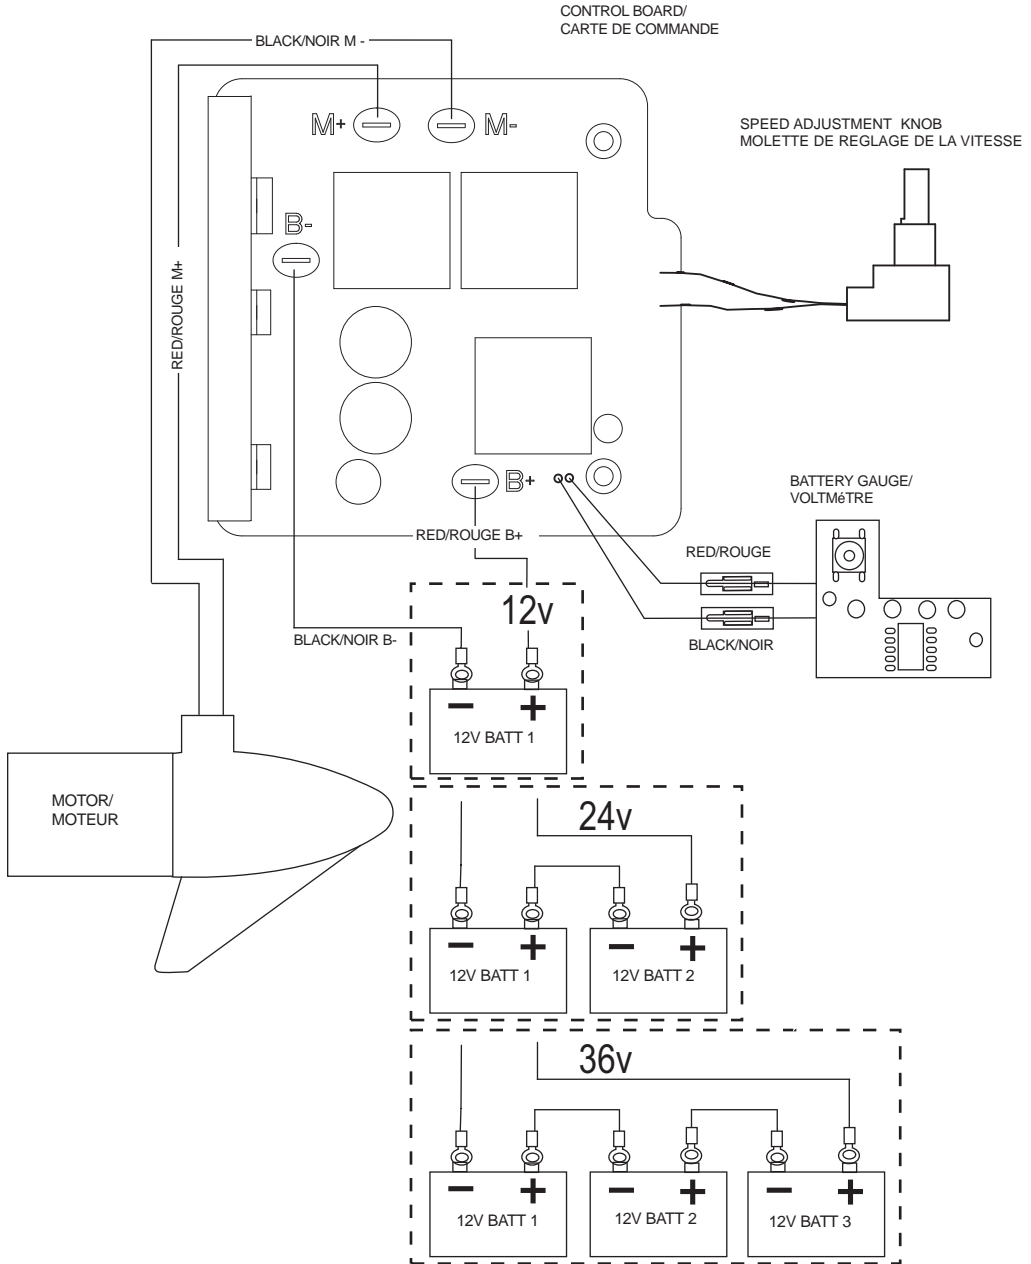 CONTROL BOARD/
CARTE DE COMMANDE
BLACK/NOIR M -
M+
M-
SPEED ADJUSTMENT KNOB
MOLETTE DE REGLAGE DE LA VITESSE
B-
RED/ROUGE M+
B+
BATTERY GAUGE/
VOLTMéTRE
RED/ROUGE B+
RED/ROUGE
12v
BLACK/NOIR B-
BLACK/NOIR
- +
12V BATT 1
MOTOR/
MOTEUR
24v
- + - +
12V BATT 1
12V BATT 2
36v
- + - + - +
12V BATT 1
12V BATT 2
12V BATT 3